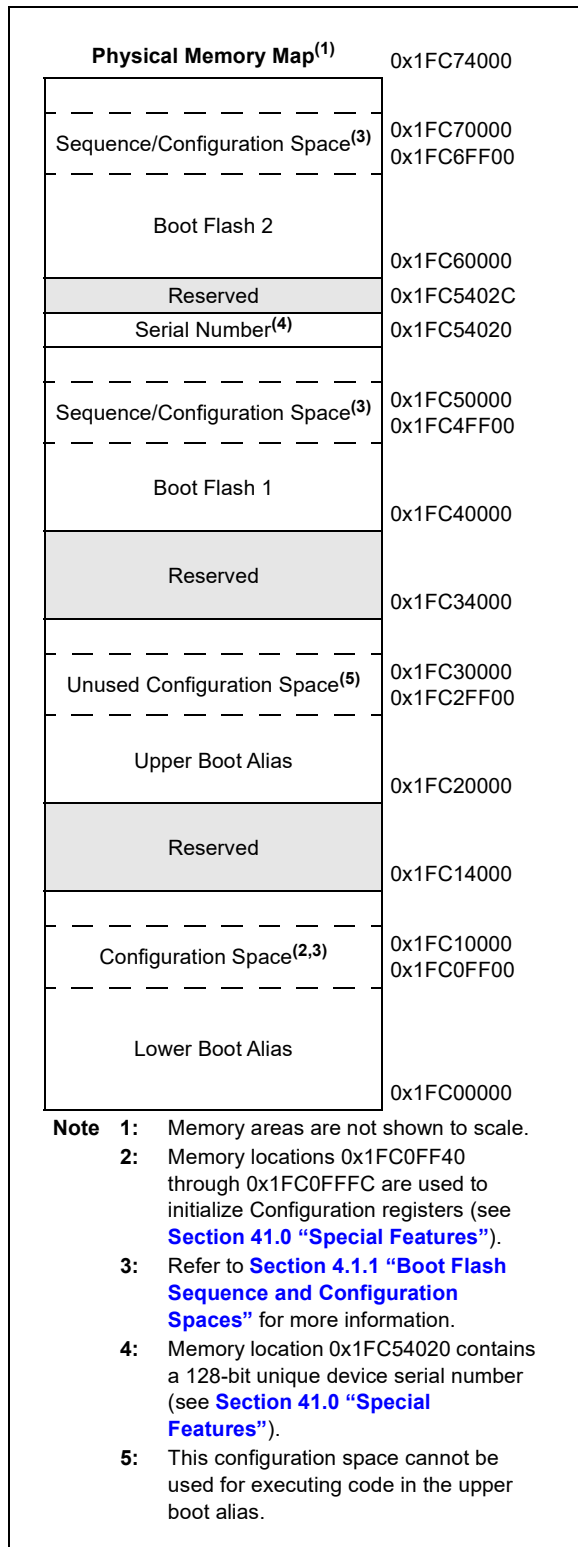 Physical Memory Map(1)
0x1FC74000
Sequence/Configuration Space(3)
0x1FC70000
0x1FC6FF00
Boot Flash 2
0x1FC60000
Reserved
0x1FC5402C
Serial Number(4)
0x1FC54020
Sequence/Configuration Space(3)
0x1FC50000
0x1FC4FF00
Boot Flash 1
0x1FC40000
Reserved
0x1FC34000
Unused Configuration Space(5)
0x1FC30000
0x1FC2FF00
Upper Boot Alias
0x1FC20000
Reserved
0x1FC14000
Configuration Space(2,3)
0x1FC10000
0x1FC0FF00
Lower Boot Alias
0x1FC00000
Note 1: Memory areas are not shown to scale.
2: Memory locations 0x1FC0FF40
through 0x1FC0FFFC are used to
initialize Configuration registers (see
Section 41.0 “Special Features”).
3: Refer to Section 4.1.1 “Boot Flash
Sequence and Configuration
Spaces” for more information.
4: Memory location 0x1FC54020 contains
a 128-bit unique device serial number
(see Section 41.0 “Special
Features”).
5: This configuration space cannot be
used for executing code in the upper
boot alias.